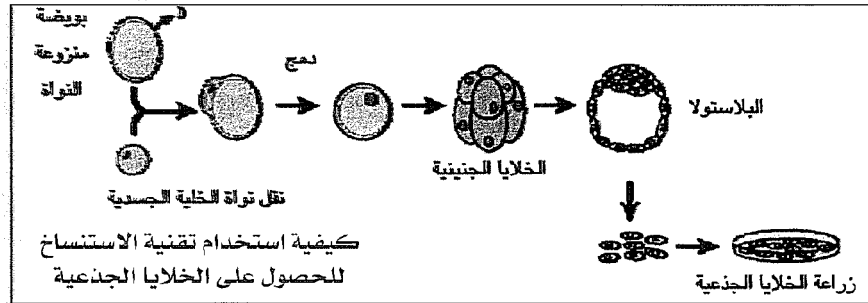 بويضة
منزوعة
النواة
دمج
البلاستولا
الخلايا الجنينية
نقل نواة الخلية الجسدية
كيفية استخدام تقنية الاستنساخ
للحصول على الخلايا الجذعية
زراعة الخلايا الجذعية